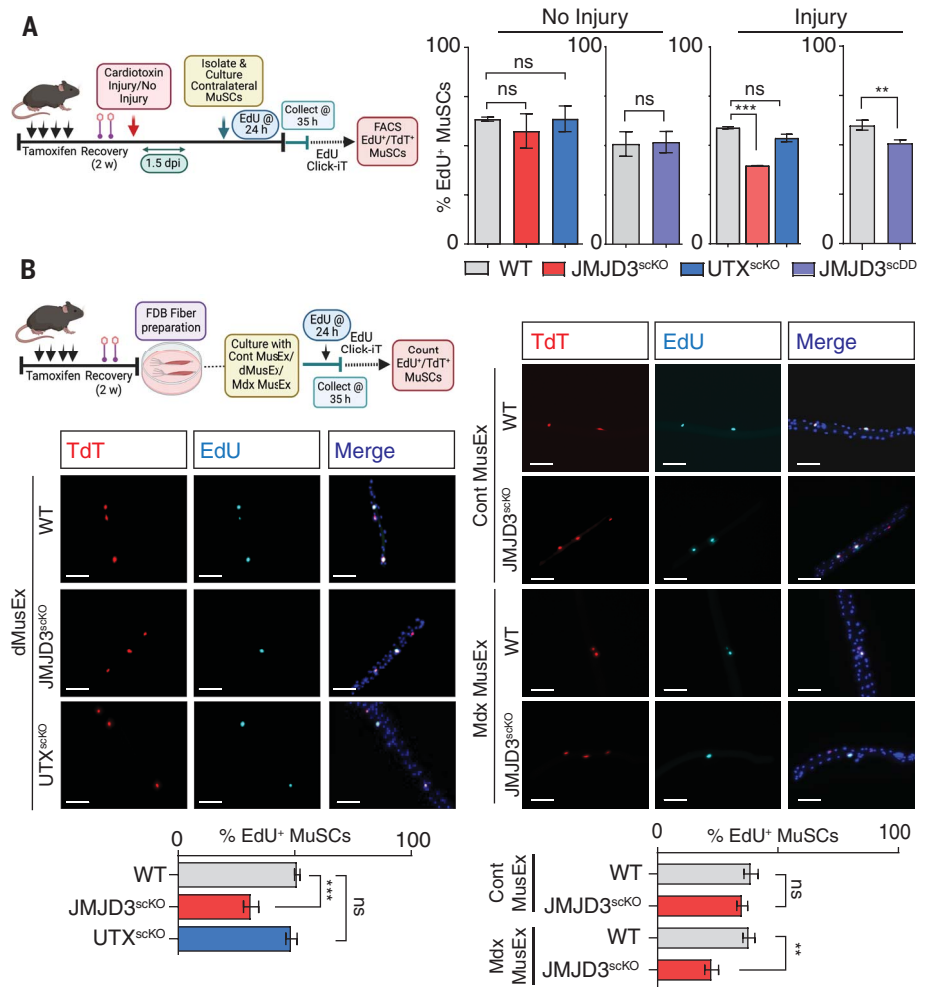 A
Cardiotoxin
Injury/No
Injury
Isolate &
Culture
Contralateral
MuSCs
EdU @
24 h
Collect @
35 h
Tamoxifen
Recovery
(2 w)
1.5 dpi
EdU
Click-iT
FACS
EdU⁺/TdT⁺
MuSCs
No Injury
Injury
% EdU⁺ MuSCs
100
0
ns
ns
100
0
ns
100
0
ns
***
100
0
**
WT
JMJD3ˢᶜᴷᴼ
UTXˢᶜᴷᴼ
JMJD3ˢᶜᴰᴰ
B
FDB Fiber
preparation
Tamoxifen
Recovery
(2 w)
Culture with
Cont MusEx/
dMusEx/
Mdx MusEx
EdU @
24 h
EdU
Click-iT
Collect @
35 h
Count
EdU⁺/TdT⁺
MuSCs
TdT
EdU
Merge
dMusEx
WT
JMJD3ˢᶜᴷᴼ
UTXˢᶜᴷᴼ
0
% EdU⁺ MuSCs
100
WT
JMJD3ˢᶜᴷᴼ
UTXˢᶜᴷᴼ
***
ns
TdT
EdU
Merge
Cont MusEx
WT
JMJD3ˢᶜᴷᴼ
Mdx MusEx
WT
JMJD3ˢᶜᴷᴼ
0
% EdU⁺ MuSCs
100
Cont
MusEx
WT
JMJD3ˢᶜᴷᴼ
ns
Mdx
MusEx
WT
JMJD3ˢᶜᴷᴼ
**